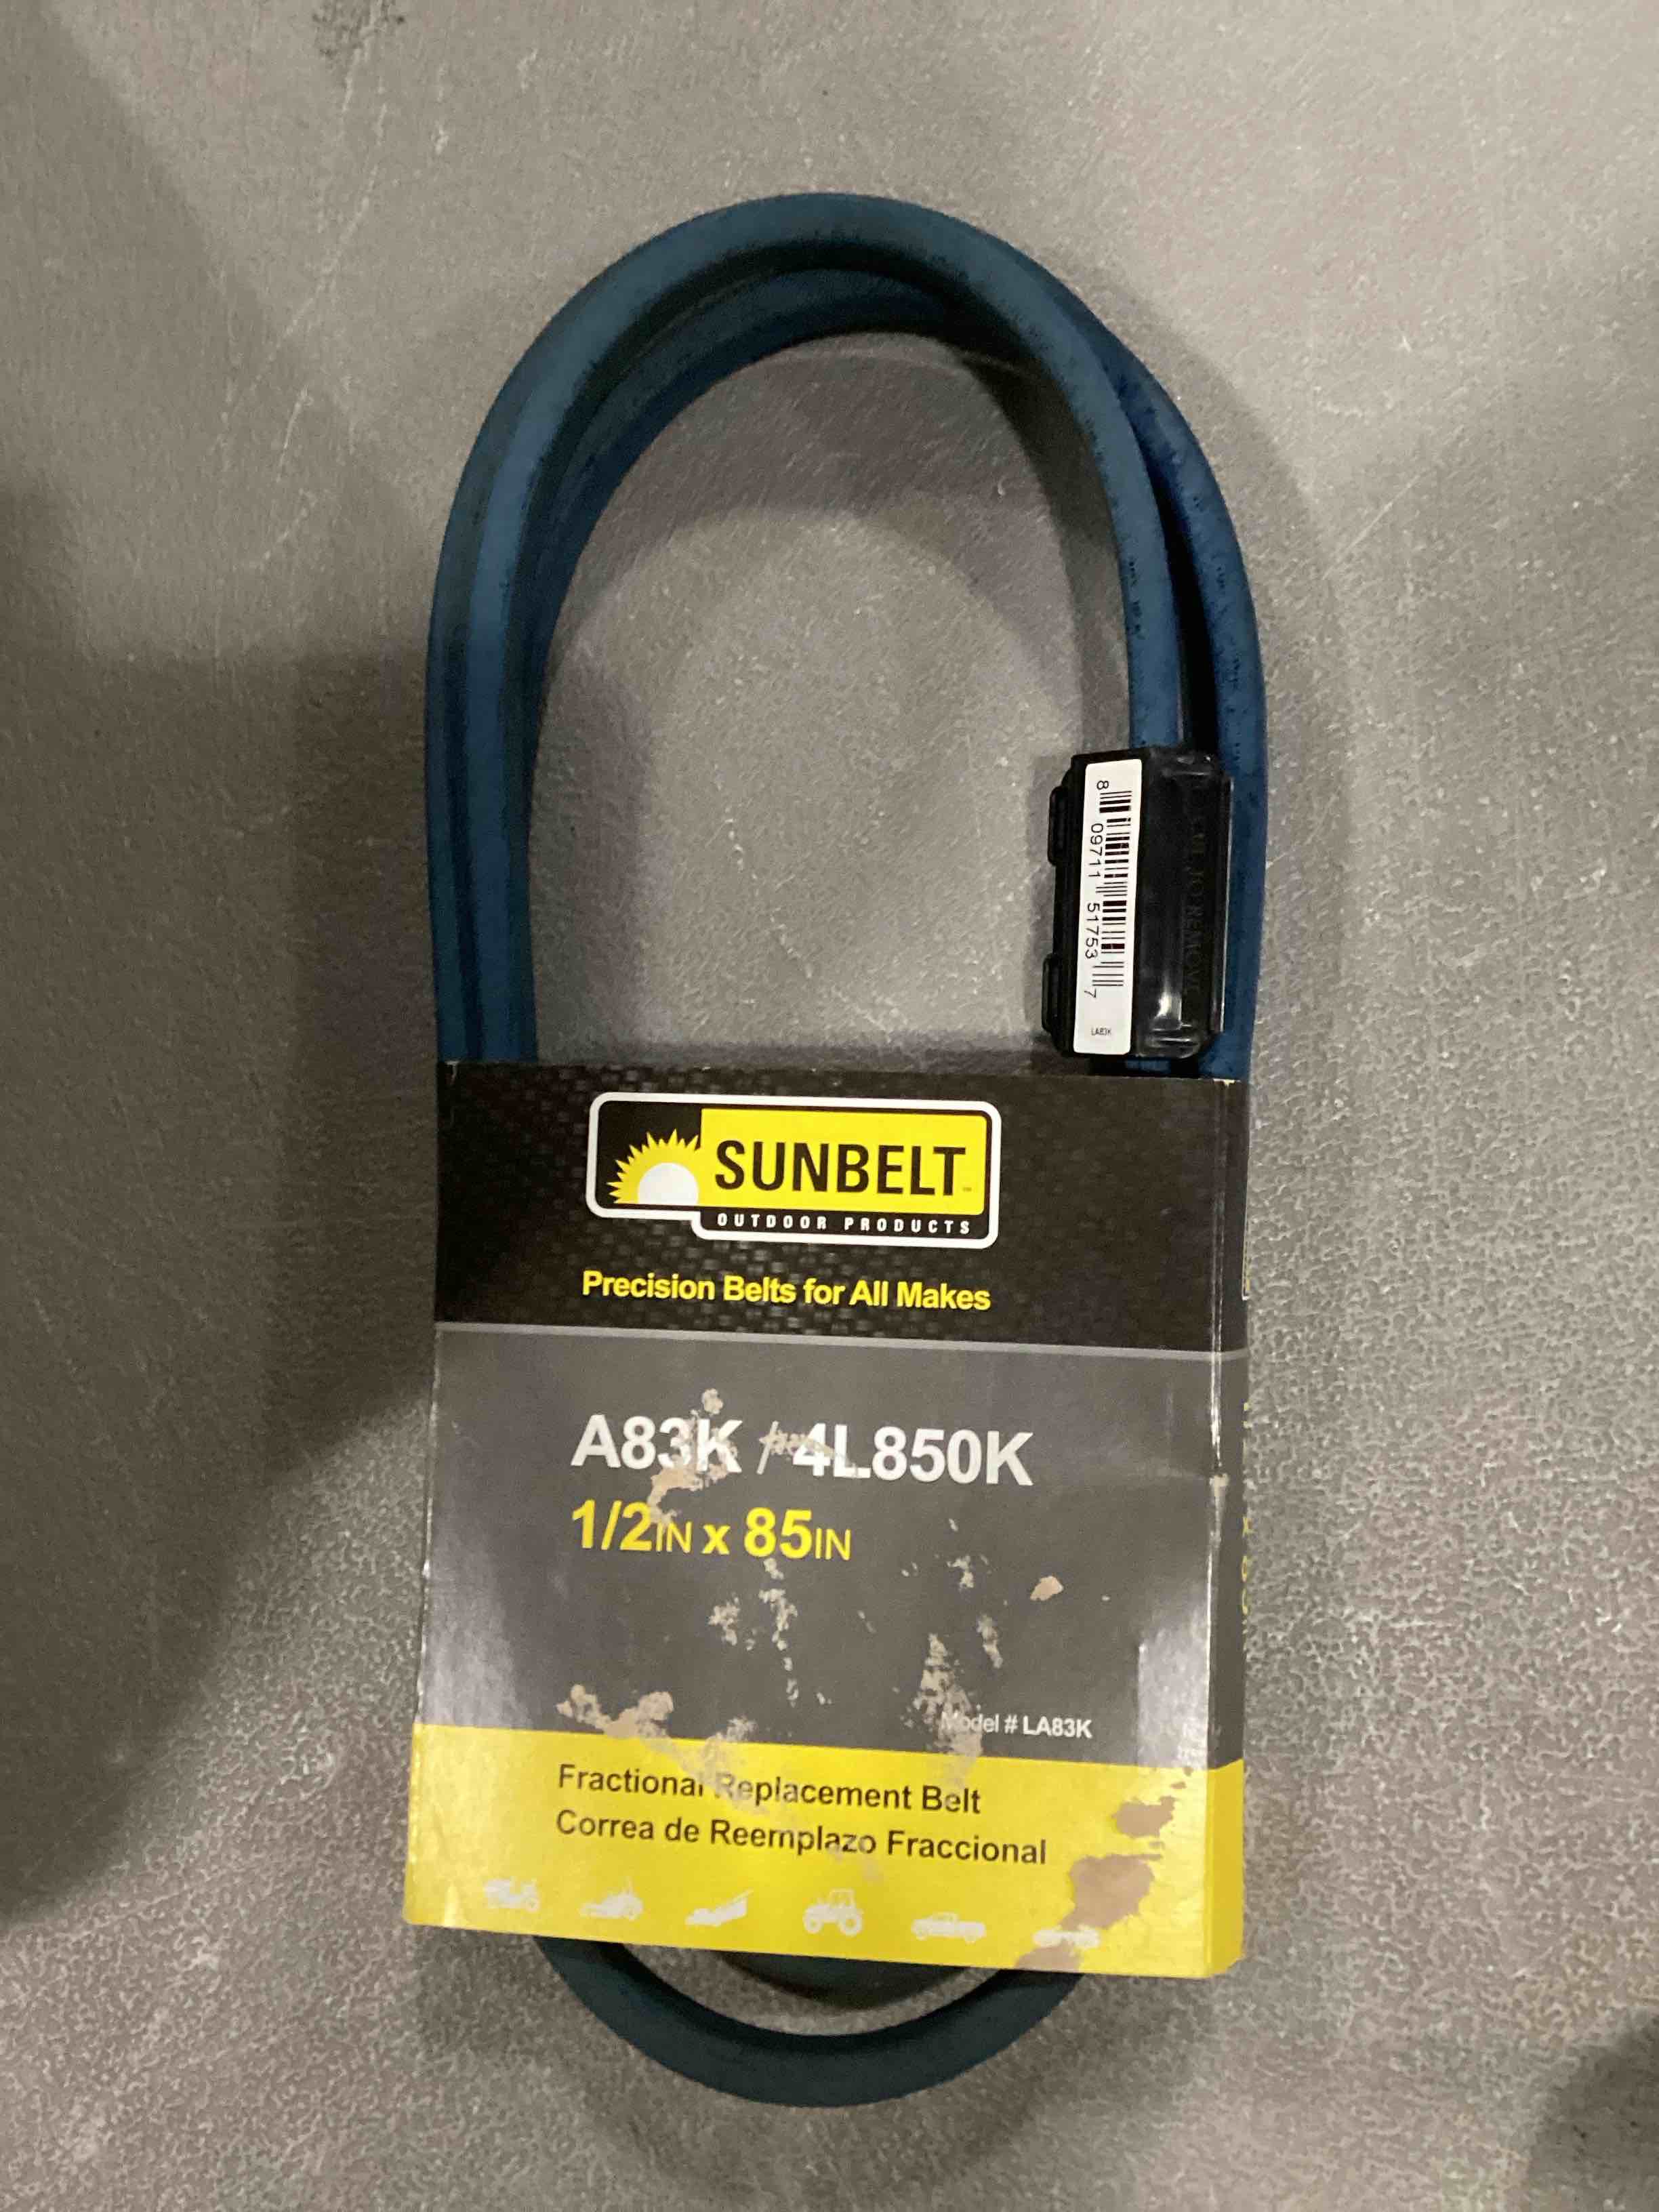 8 09711 51753 7
LA83K
SUNBELT
OUTDOOR PRODUCTS
Precision Belts for All Makes
A83K / 4L850K
1/2IN x 85IN
Model # LA83K
Fractional Replacement Belt
Correa de Reemplazo Fraccional